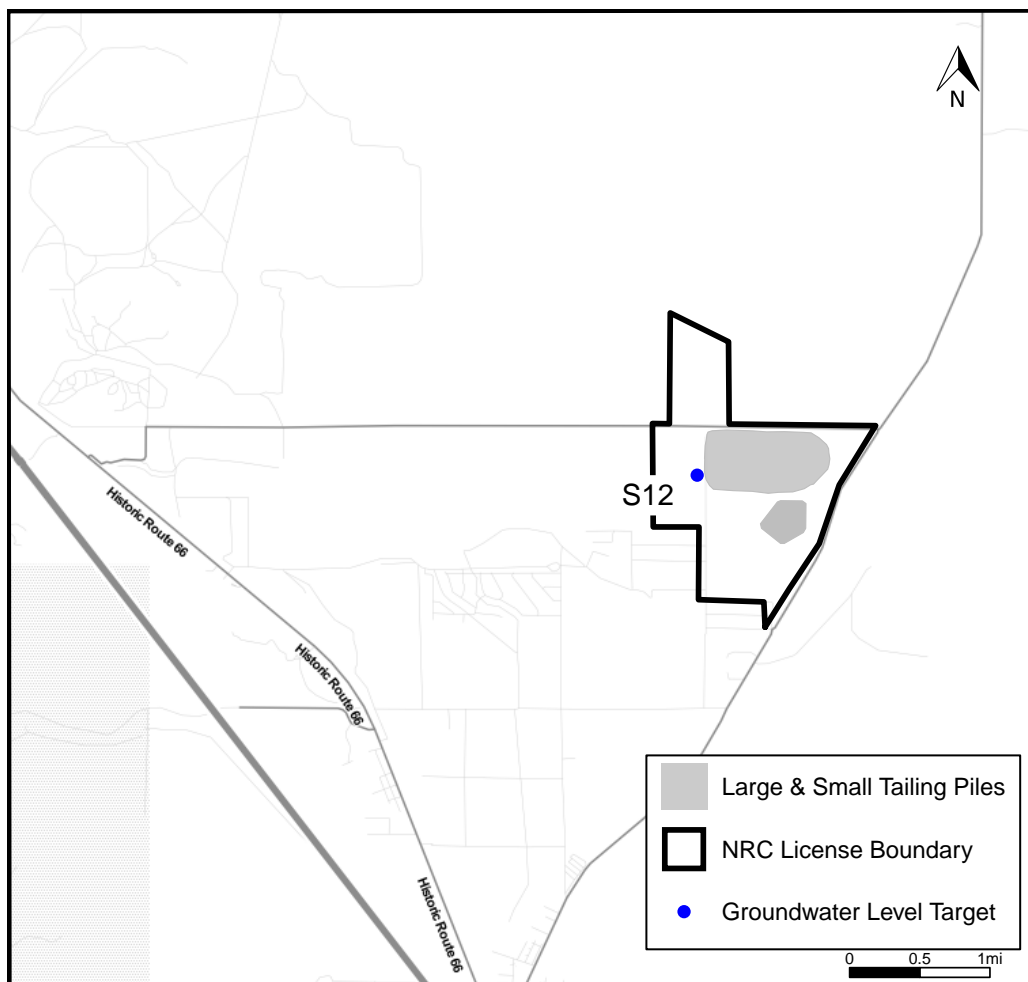 N
S12
Historic Route 66
Historic Route 66
Historic Route 66
Large & Small Tailing Piles
NRC License Boundary
Groundwater Level Target
0 0.5 1mi